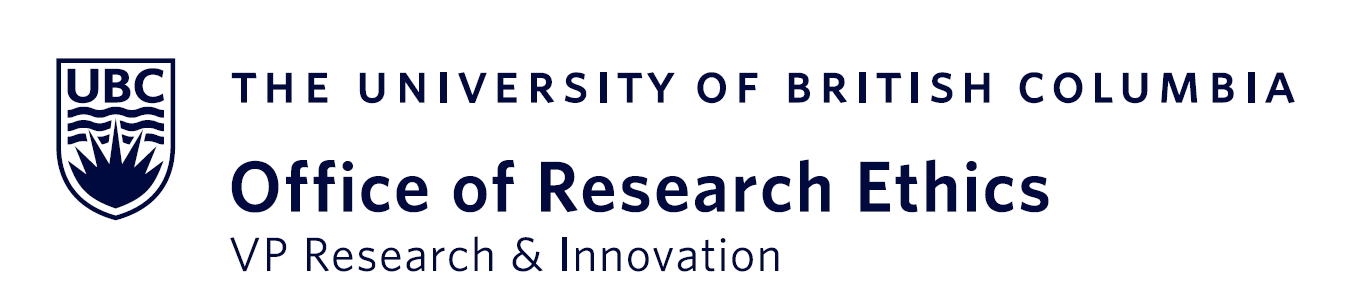 UBC
THE UNIVERSITY OF BRITISH COLUMBIA
Office of Research Ethics
VP Research & Innovation